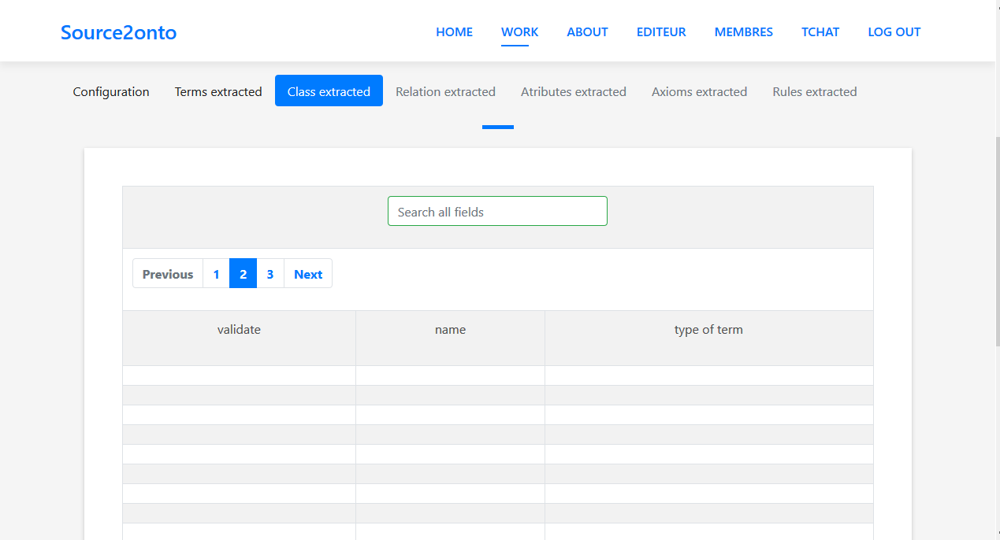 Source2onto HOME WORK ABOUT EDITEUR MEMBRES TCHAT LOG OUT
Configuration Terms extracted Class extracted Relation extracted Atributes extracted Axioms extracted Rules extracted
Search all fields
Previous 1 2 3 Next
validate name type of term